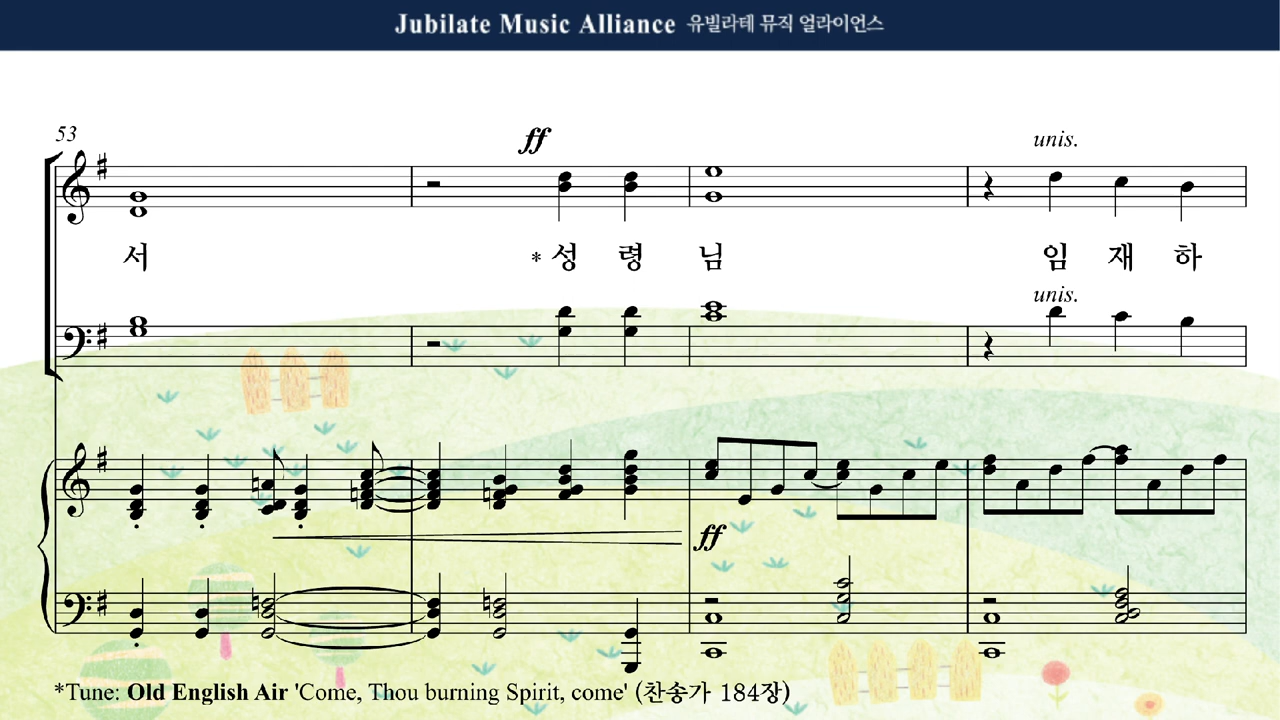 Jubilate Music Alliance 유빌라테 뮤직 얼라이언스
53
ff
unis.
서 *성 령 님 임 재 하
unis.
ff
*Tune: Old English Air 'Come, Thou burning Spirit, come' (찬송가 184장)